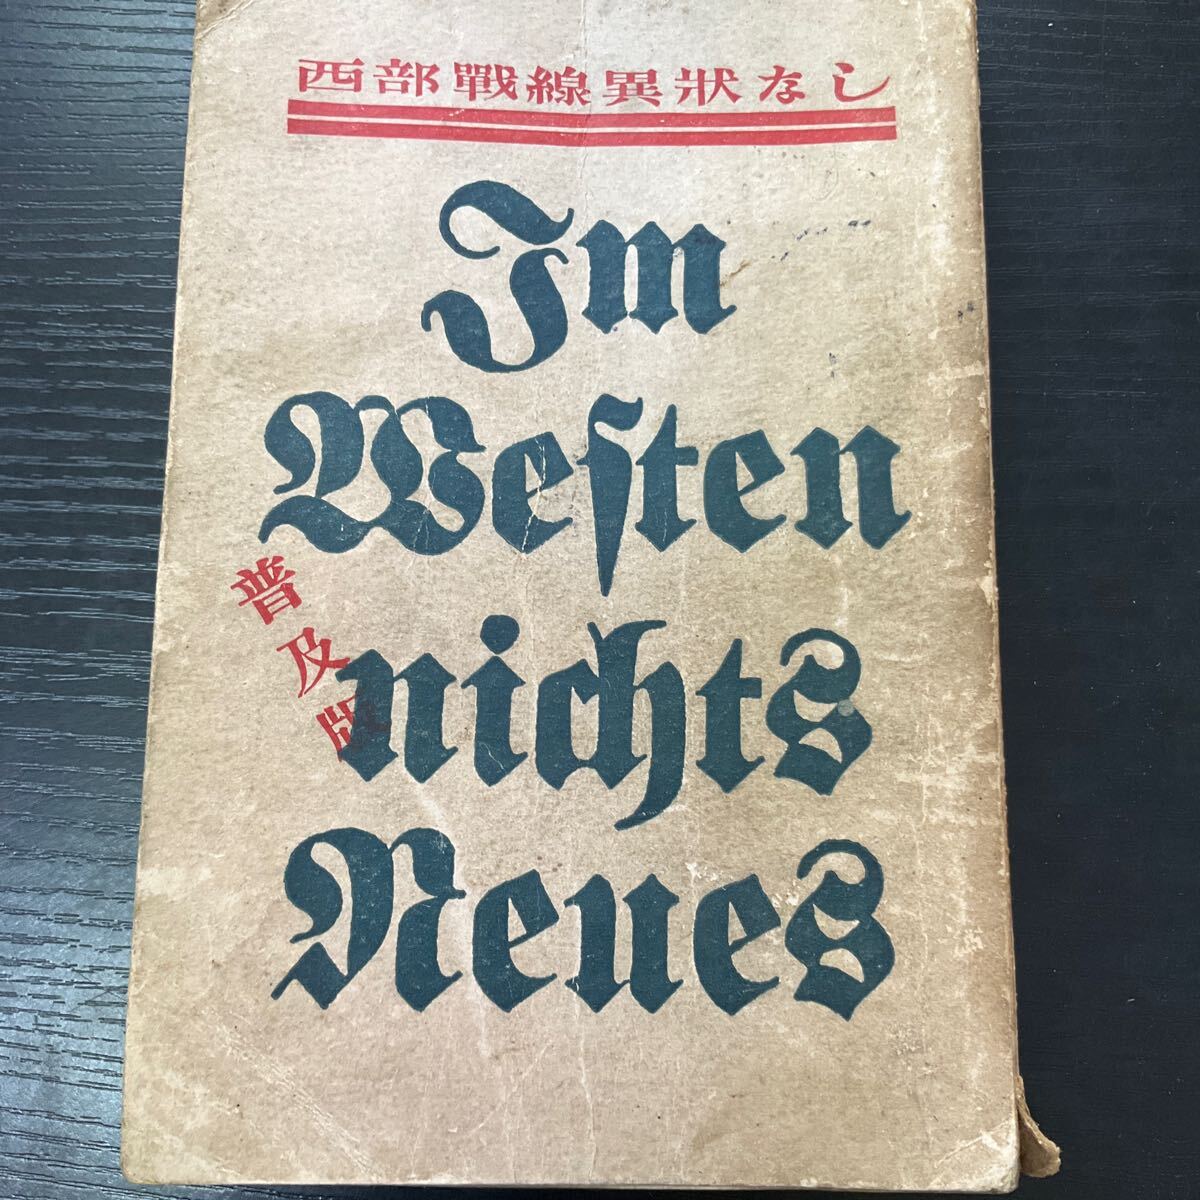 西部戰線異狀なし
Im
Weſten
nichts
Neues
普及版